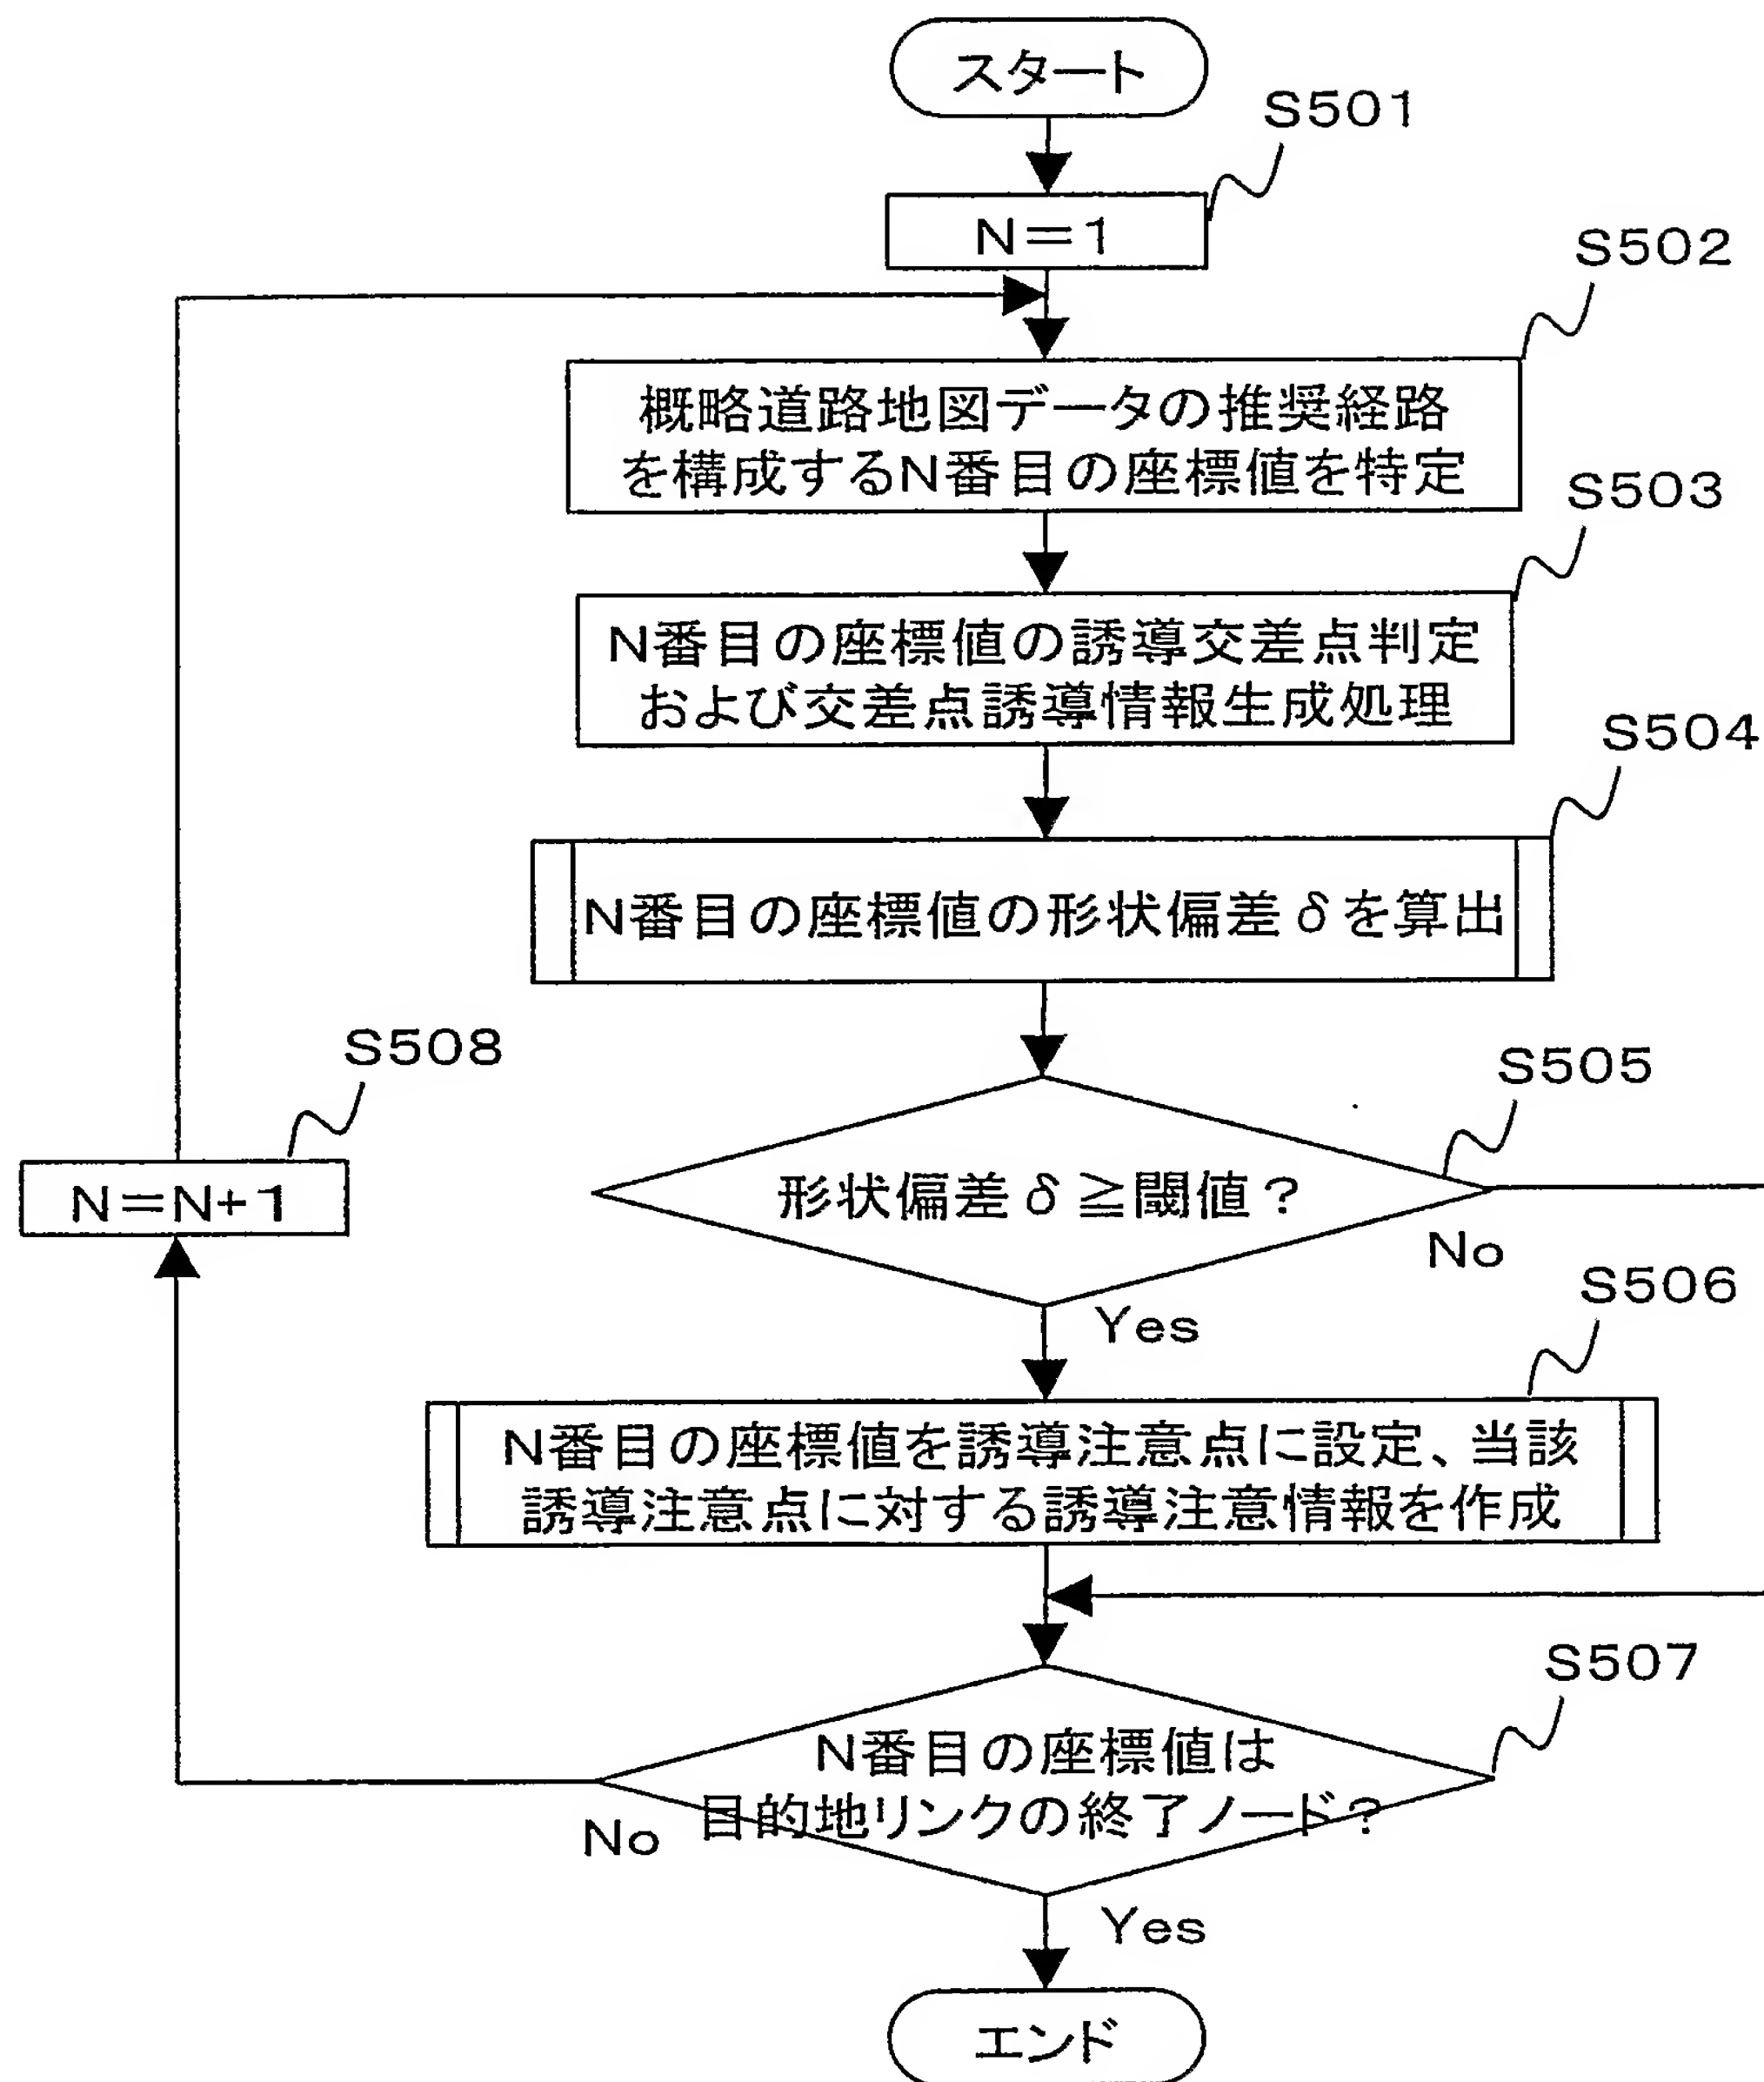 スタート
S501
N=1
S502
概略道路地図データの推奨経路
を構成するN番目の座標値を特定
S503
N番目の座標値の誘導交差点判定
および交差点誘導情報生成処理
S504
N番目の座標値の形状偏差δを算出
S508
N=N+1
S505
形状偏差δ≧閾値?
No
Yes
S506
N番目の座標値を誘導注意点に設定、当該
誘導注意点に対する誘導注意情報を作成
S507
N番目の座標値は
目的地リンクの終了ノード?
No
Yes
エンド